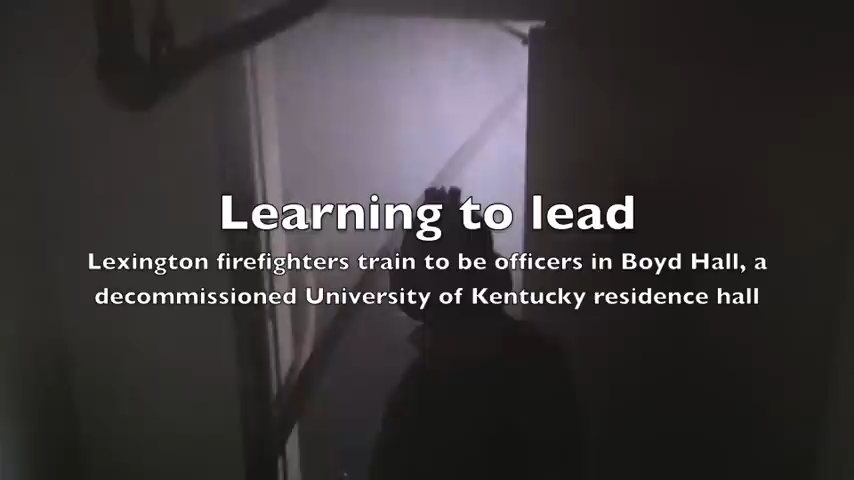 Learning to lead
Lexington firefighters train to be officers in Boyd Hall, a
decommissioned University of Kentucky residence hall